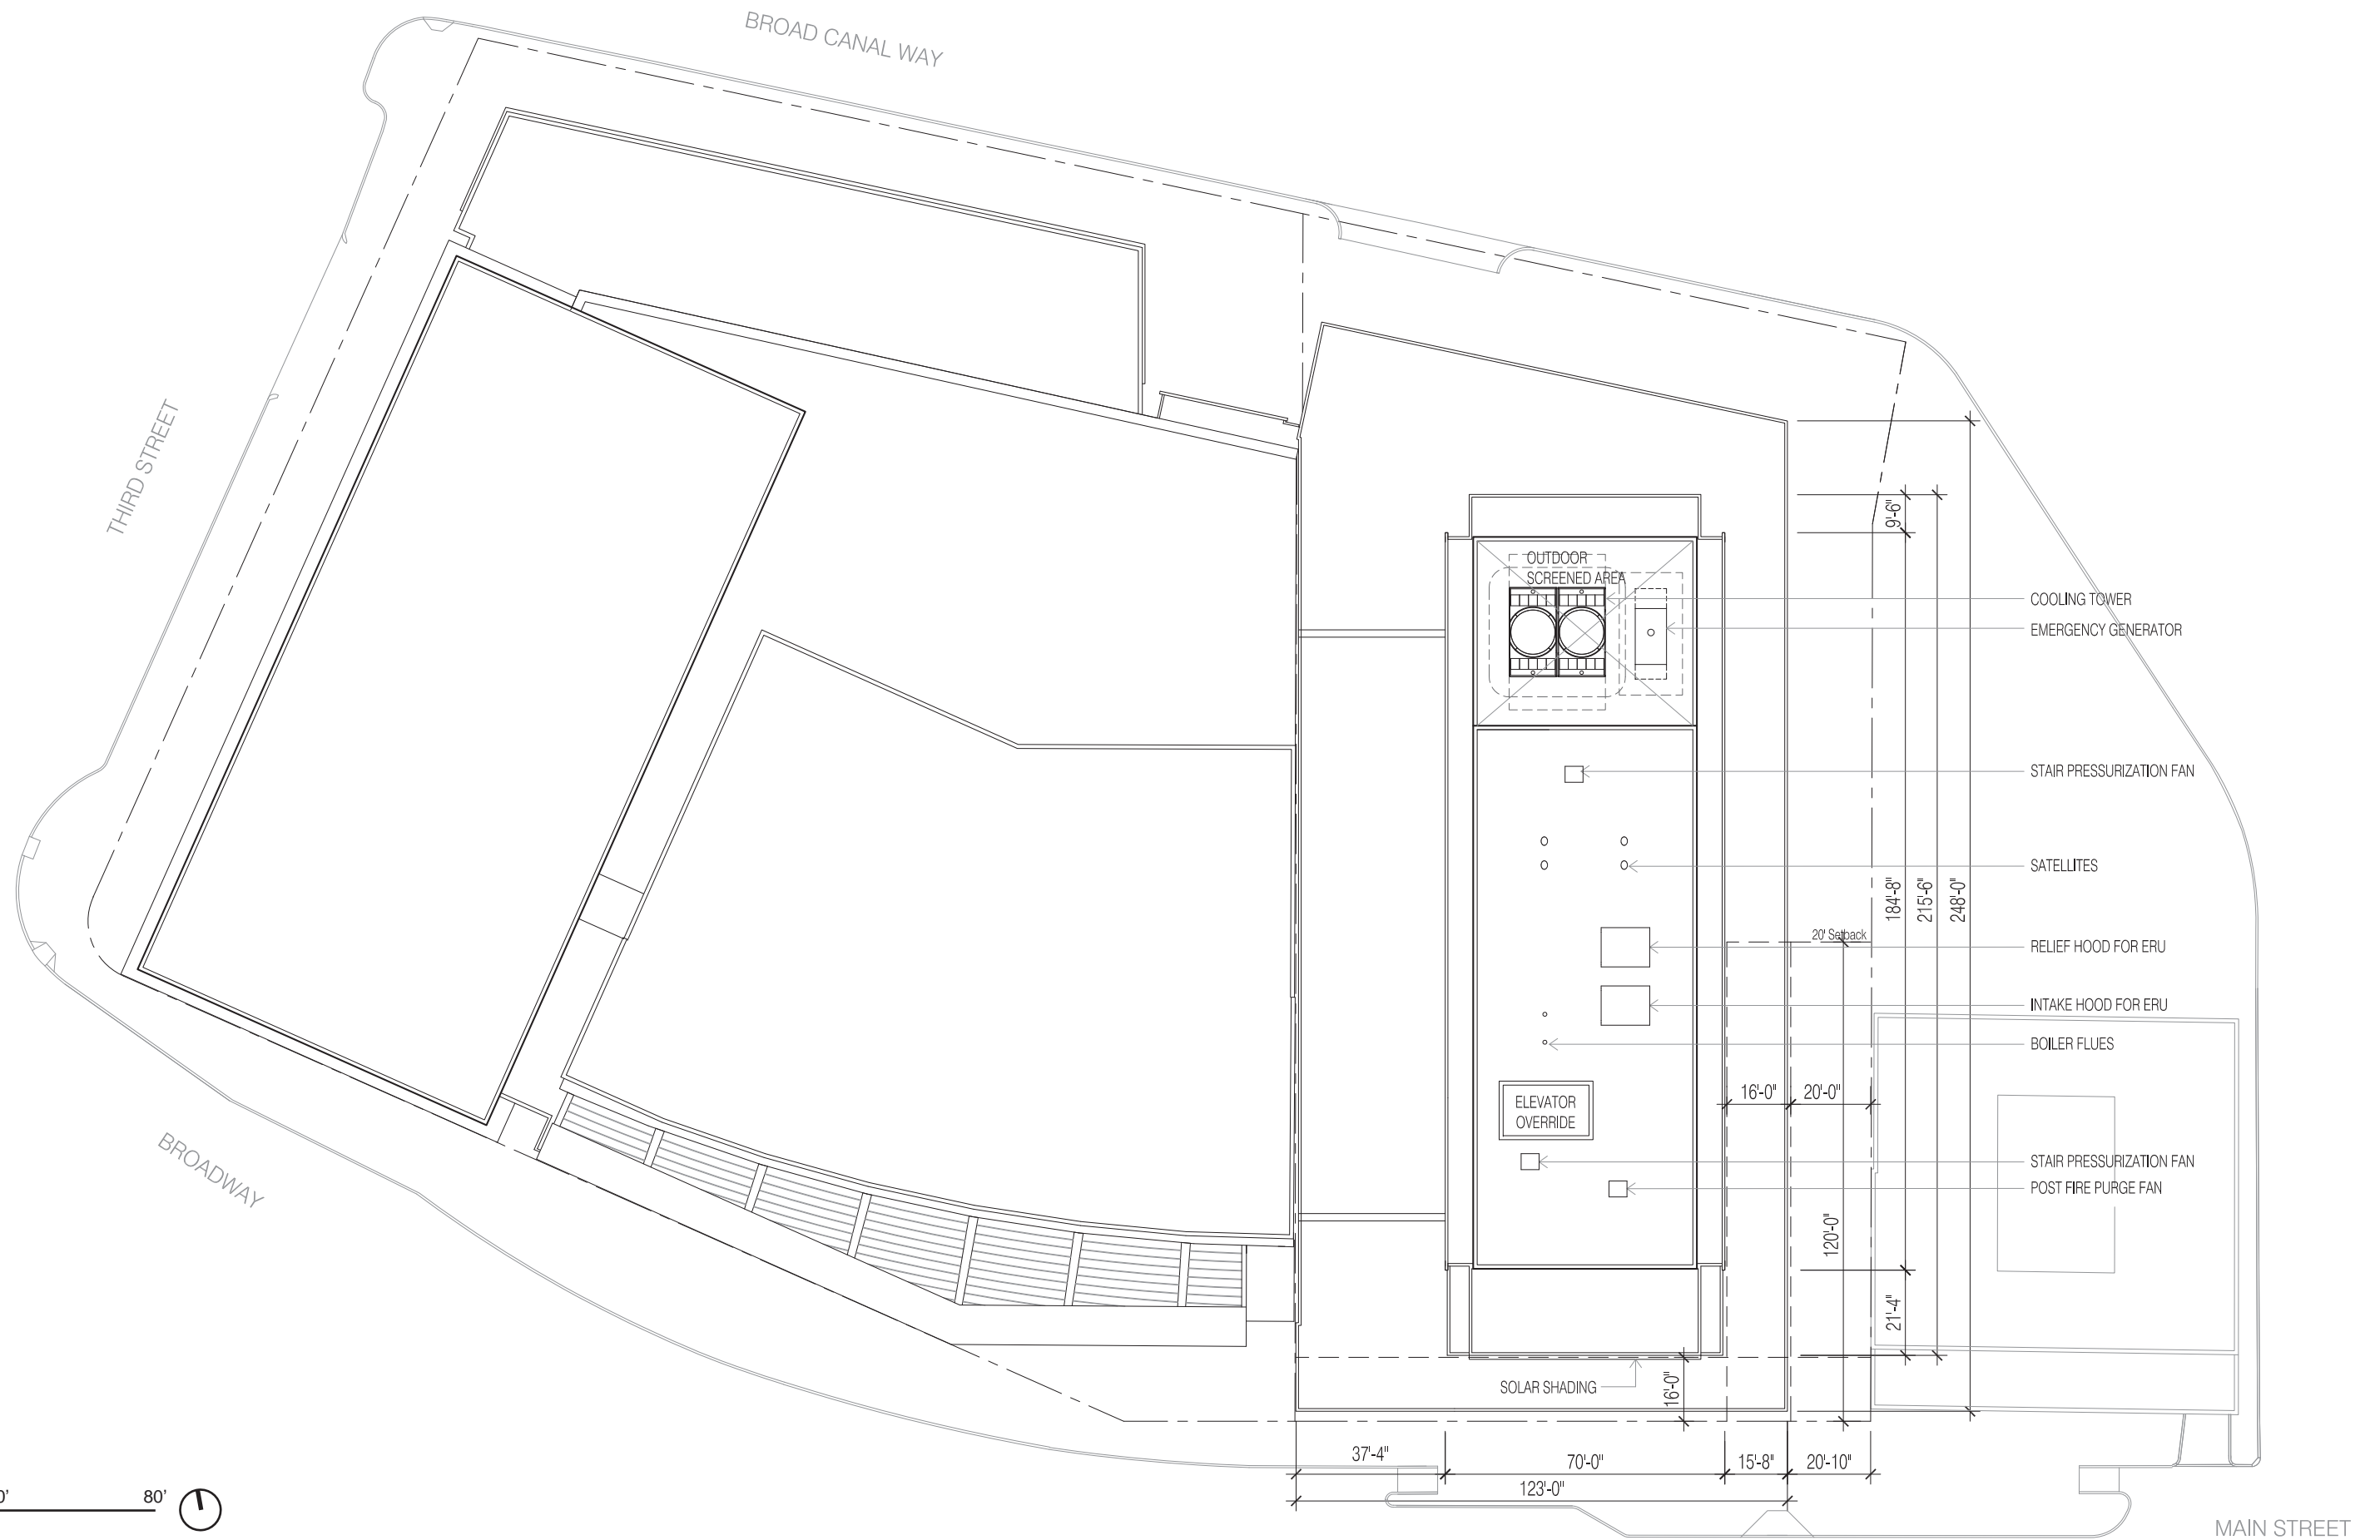 BROAD CANAL WAY
THIRD STREET
BROADWAY
MAIN STREET
OUTDOOR
SCREENED AREA
COOLING TOWER
EMERGENCY GENERATOR
STAIR PRESSURIZATION FAN
SATELLITES
RELIEF HOOD FOR ERU
INTAKE HOOD FOR ERU
BOILER FLUES
ELEVATOR
OVERRIDE
STAIR PRESSURIZATION FAN
POST FIRE PURGE FAN
SOLAR SHADING
20' Setback
9'-6"
184'-8"
215'-6"
248'-0"
16'-0"
20'-0"
120'-0"
21'-4"
16'-0"
37'-4"
70'-0"
15'-8"
20'-10"
123'-0"
80'